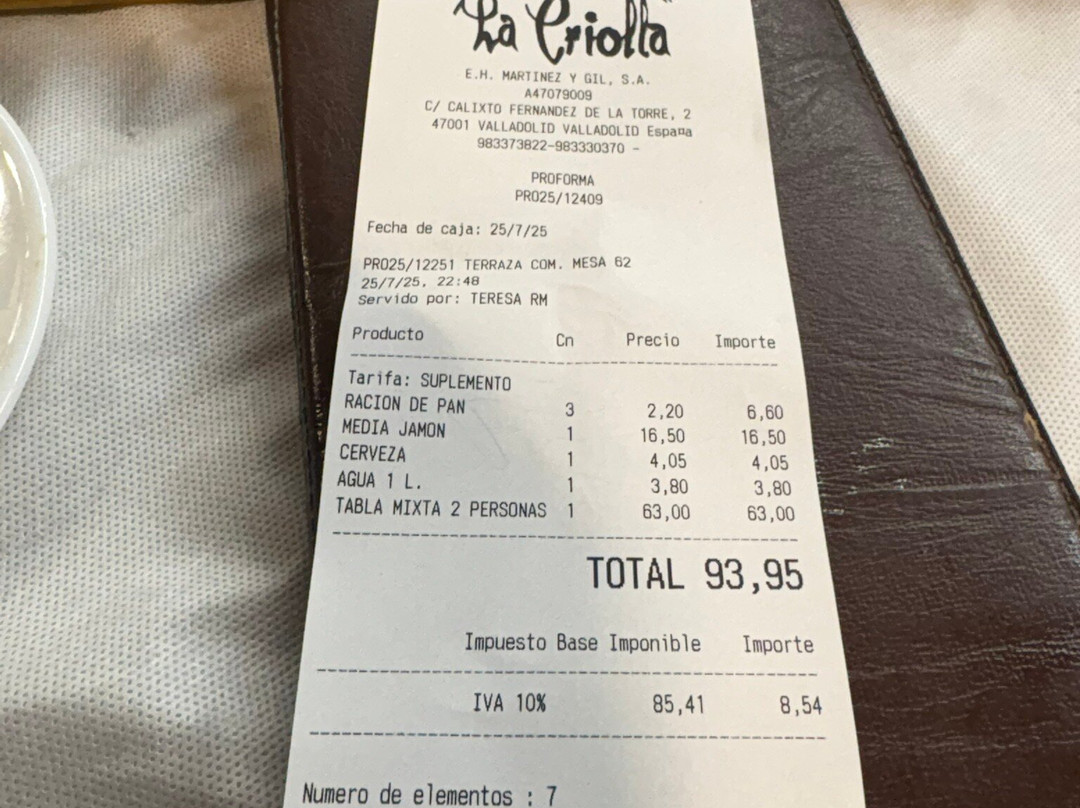 "La Criolla"
E.H. MARTINEZ Y GIL, S.A.
A47079009
C/ CALIXTO FERNANDEZ DE LA TORRE, 2
47001 VALLADOLID VALLADOLID España
983373822-983330370 -
PROFORMA
PRO25/12409
Fecha de caja: 25/7/25
PRO25/12251 TERRAZA COM. MESA 62
25/7/25, 22:48
Servido por: TERESA RM
Producto Cn Precio Importe
Tarifa: SUPLEMENTO
RACION DE PAN 3 2,20 6,60
MEDIA JAMON 1 16,50 16,50
CERVEZA 1 4,05 4,05
AGUA 1 L. 1 3,80 3,80
TABLA MIXTA 2 PERSONAS 1 63,00 63,00
TOTAL 93,95
Impuesto Base Imponible Importe
IVA 10% 85,41 8,54
Numero de elementos : 7